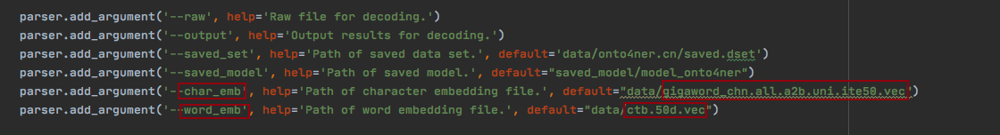 parser.add_argument('--raw', help='Raw file for decoding.')
parser.add_argument('--output', help='Output results for decoding.')
parser.add_argument('--saved_set', help='Path of saved data set.', default='data/onto4ner.cn/saved.dset')
parser.add_argument('--saved_model', help='Path of saved model.', default="saved_model/model_onto4ner")
parser.add_argument('--char_emb', help='Path of character embedding file.', default="data/gigaword_chn.all.a2b.uni.ite50.vec")
parser.add_argument('--word_emb', help='Path of word embedding file.', default="data/ctb.50d.vec")